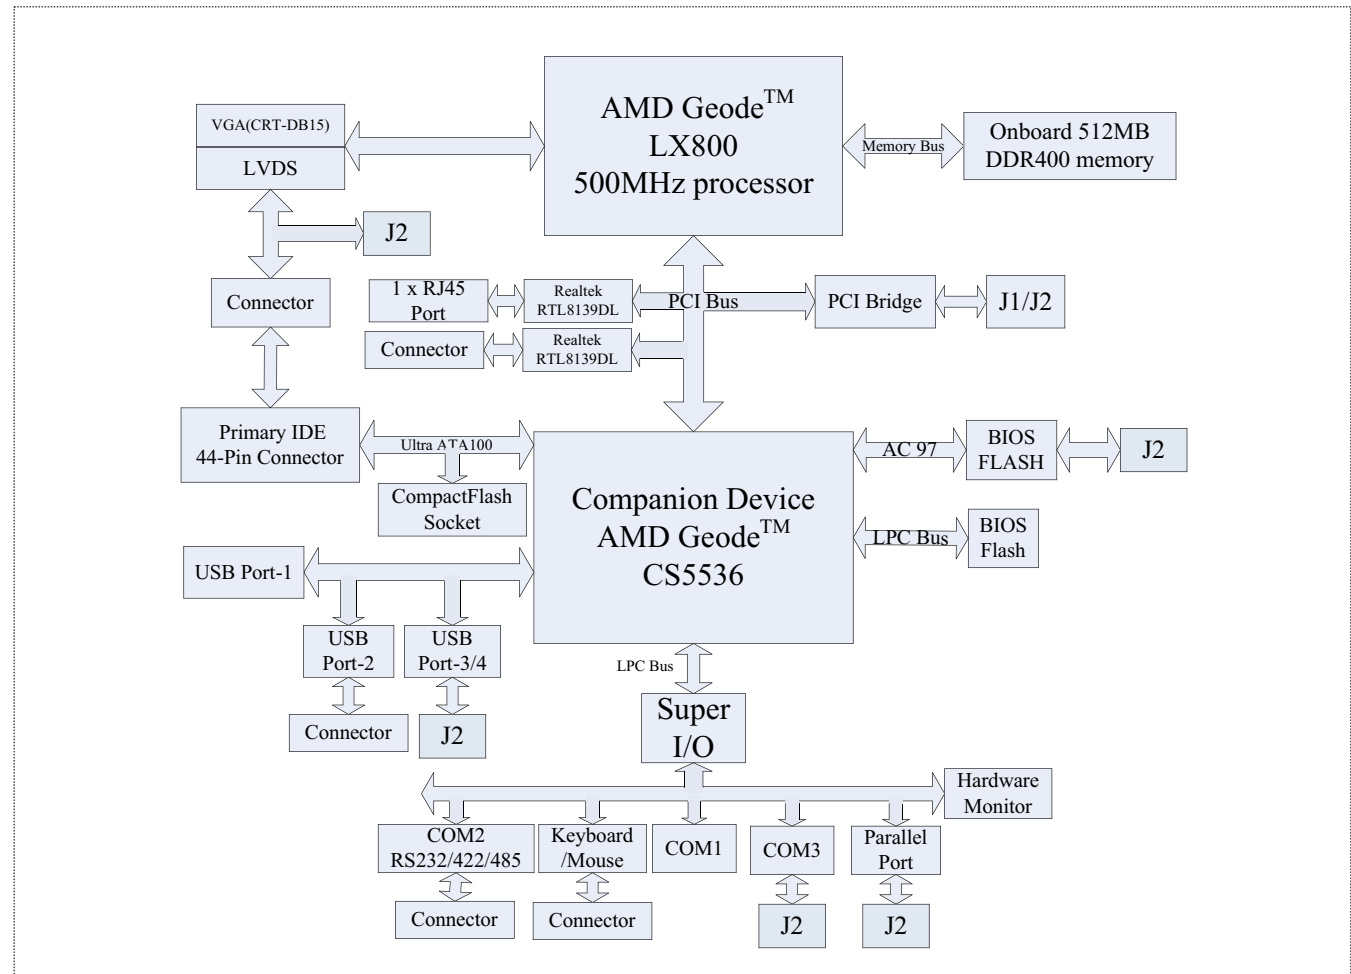 AMD Geode™
LX800
500MHz processor
VGA(CRT-DB15)
LVDS
Memory Bus
Onboard 512MB
DDR400 memory
J2
Connector
1 x RJ45
Port
Realtek
RTL8139DL
PCI Bus
PCI Bridge
J1/J2
Connector
Realtek
RTL8139DL
Primary IDE
44-Pin Connector
Ultra ATA100
CompactFlash
Socket
Companion Device
AMD Geode™
CS5536
AC 97
BIOS
FLASH
J2
LPC Bus
BIOS
Flash
USB Port-1
USB
Port-2
USB
Port-3/4
Connector
J2
LPC Bus
Super
I/O
Hardware
Monitor
COM2
RS232/422/485
Keyboard
/Mouse
COM1
COM3
Parallel
Port
Connector
Connector
J2
J2